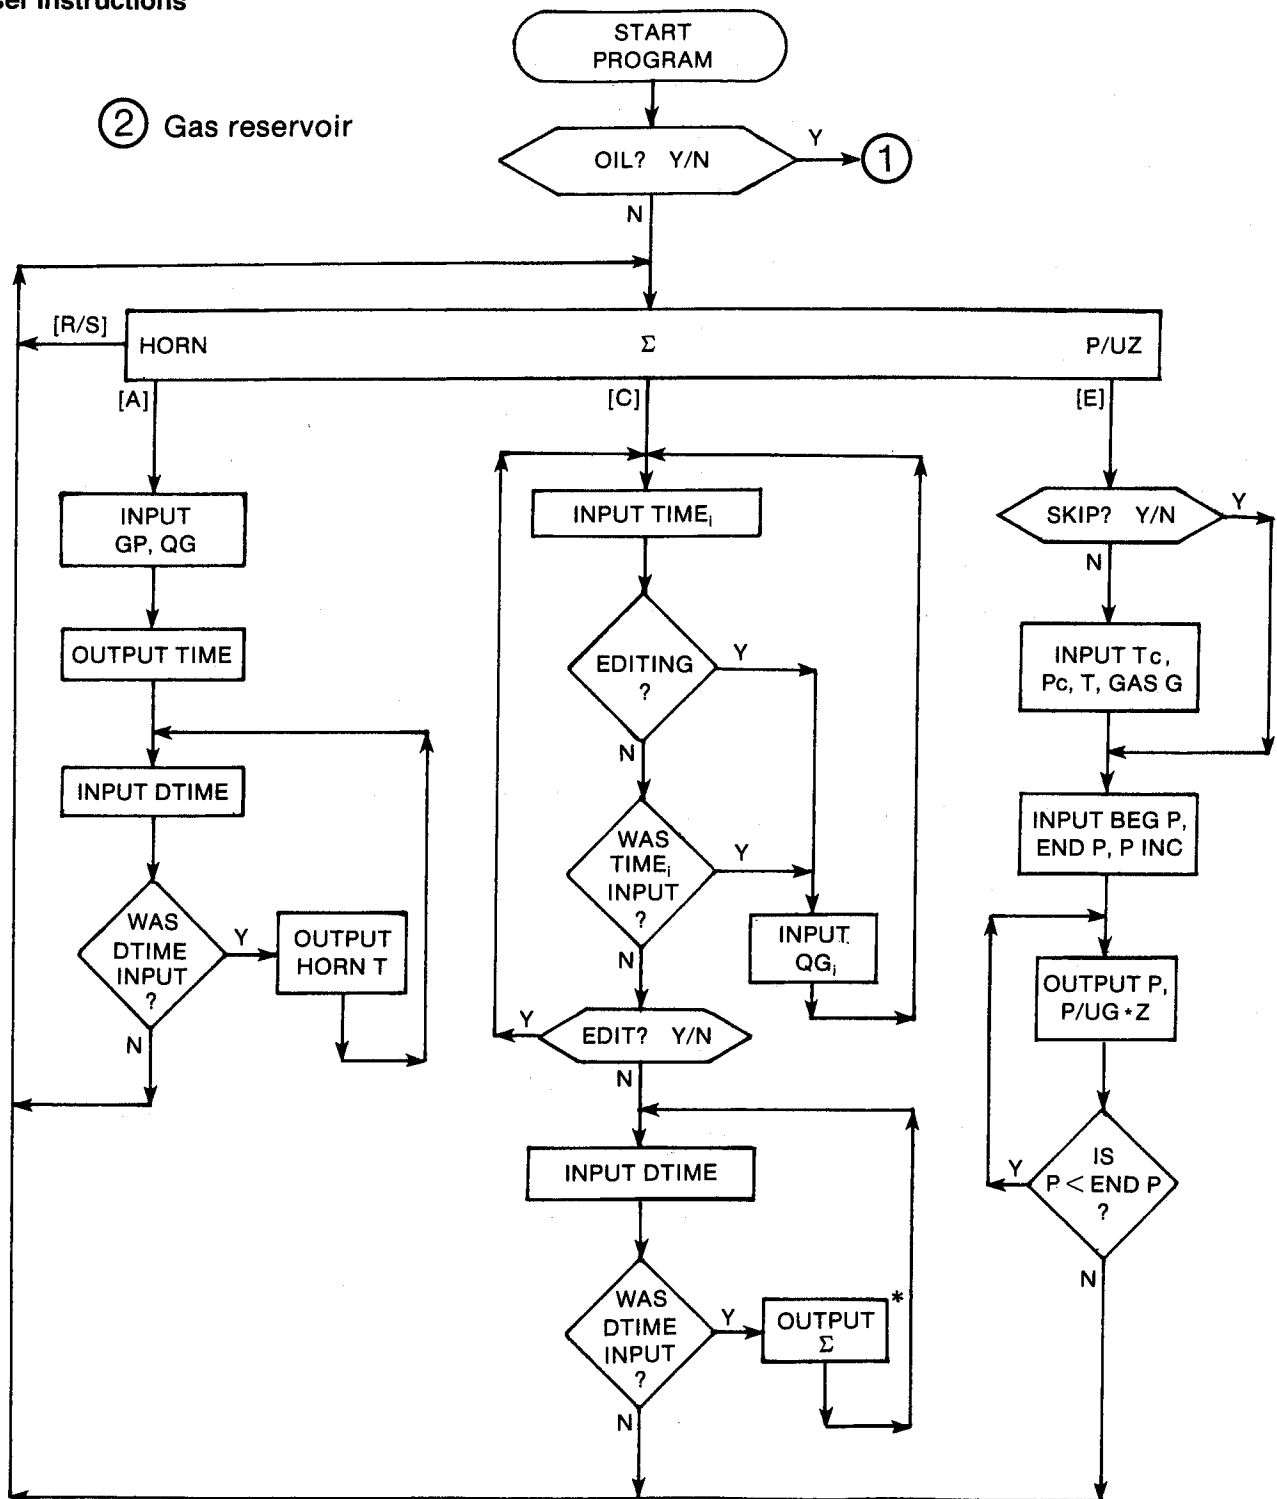 ser Instructions
START
PROGRAM
② Gas reservoir
OIL? Y/N
Y
①
N
[R/S]
HORN Σ P/UZ
[A]
[C]
[E]
INPUT
GP, QG
OUTPUT TIME
INPUT DTIME
WAS
DTIME
INPUT
?
Y
OUTPUT
HORN T
N
INPUT TIMEᵢ
EDITING
?
Y
N
WAS
TIMEᵢ
INPUT
?
Y
INPUT
QGᵢ
N
EDIT? Y/N
Y
N
INPUT DTIME
WAS
DTIME
INPUT
?
Y
OUTPUT
Σ
*
N
SKIP? Y/N
Y
N
INPUT Tc,
Pc, T, GAS G
INPUT BEG P,
END P, P INC
OUTPUT P,
P/UG * Z
IS
P < END P
?
Y
N